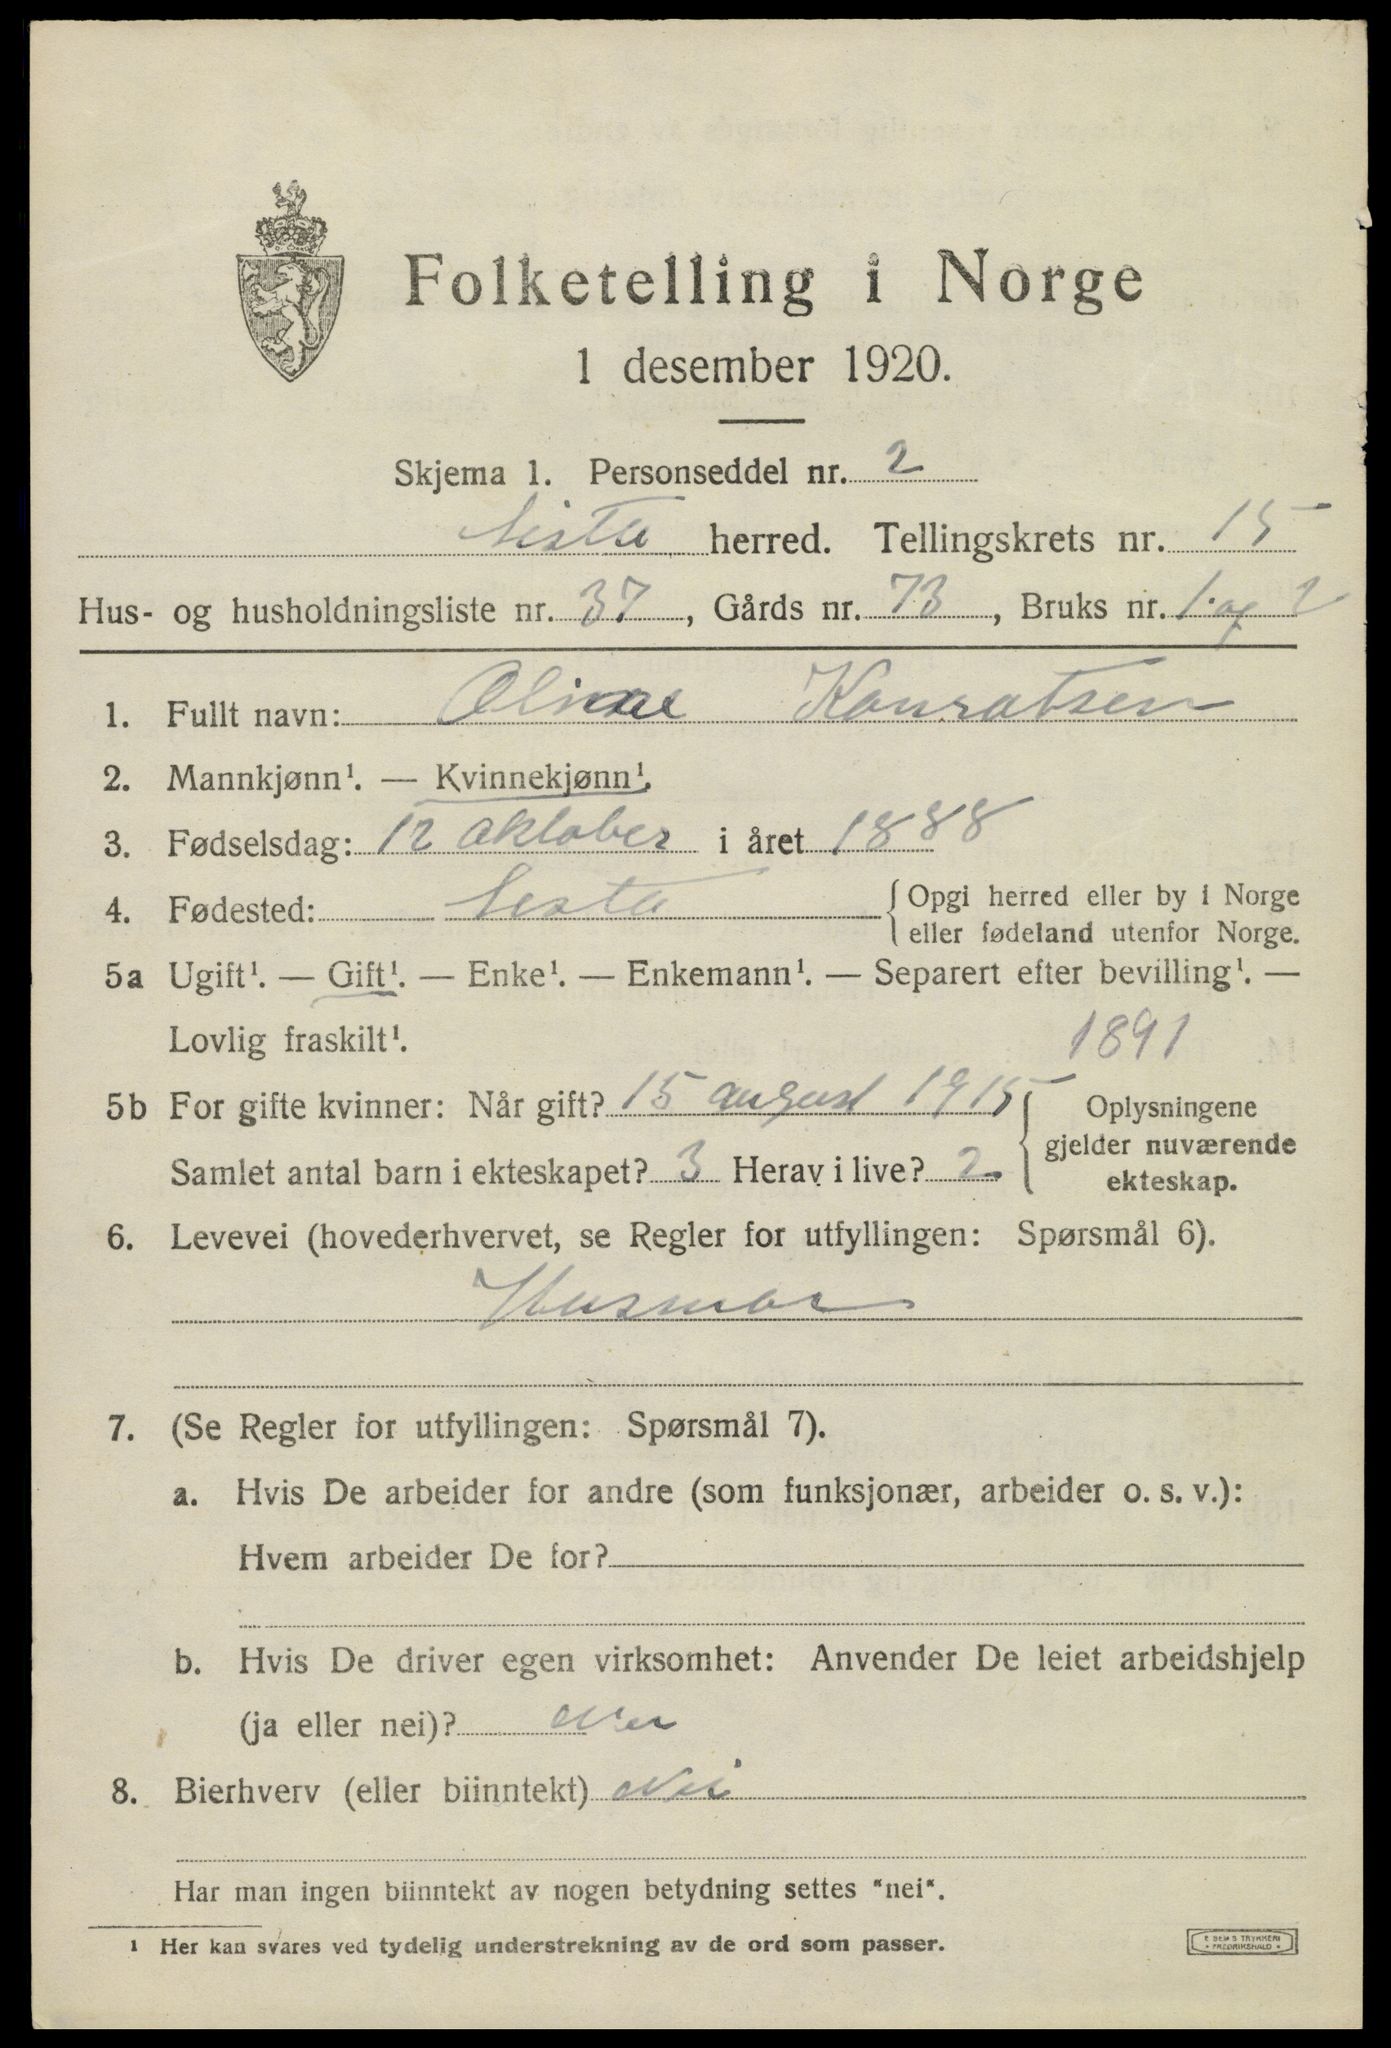 Folketelling i Norge
1 desember 1920.
Skjema 1. Personseddel nr. 2
Lista herred. Tellingskrets nr. 15
Hus- og husholdningsliste nr. 37, Gårds nr. 73, Bruks nr. 1 og 2
1. Fullt navn: Konratsen
2. Mannkjønn¹. — Kvinnekjønn¹.
3. Fødselsdag: 12 oktober i året 1888
4. Fødested: Lista {Opgi herred eller by i Norge
eller fødeland utenfor Norge.
5a Ugift¹. — Gift¹. — Enke¹. — Enkemann¹. — Separert efter bevilling¹. —
Lovlig fraskilt¹. 1891
5b For gifte kvinner: Når gift? 15 august 1915 { Oplysningene
gjelder nuværende
Samlet antal barn i ekteskapet? 3 Herav i live? 2 ekteskap.
6. Levevei (hovederhvervet, se Regler for utfyllingen: Spørsmål 6).
Husmor
7. (Se Regler for utfyllingen: Spørsmål 7).
a. Hvis De arbeider for andre (som funksjonær, arbeider o. s. v.):
Hvem arbeider De for?
b. Hvis De driver egen virksomhet: Anvender De leiet arbeidshjelp
(ja eller nei)? Nei
8. Bierhverv (eller biinntekt) Nei
Har man ingen biinntekt av nogen betydning settes "nei".
¹ Her kan svares ved tydelig understrekning av de ord som passer.
E SEMS TRYKKERI
• FREDRIKSHALD •